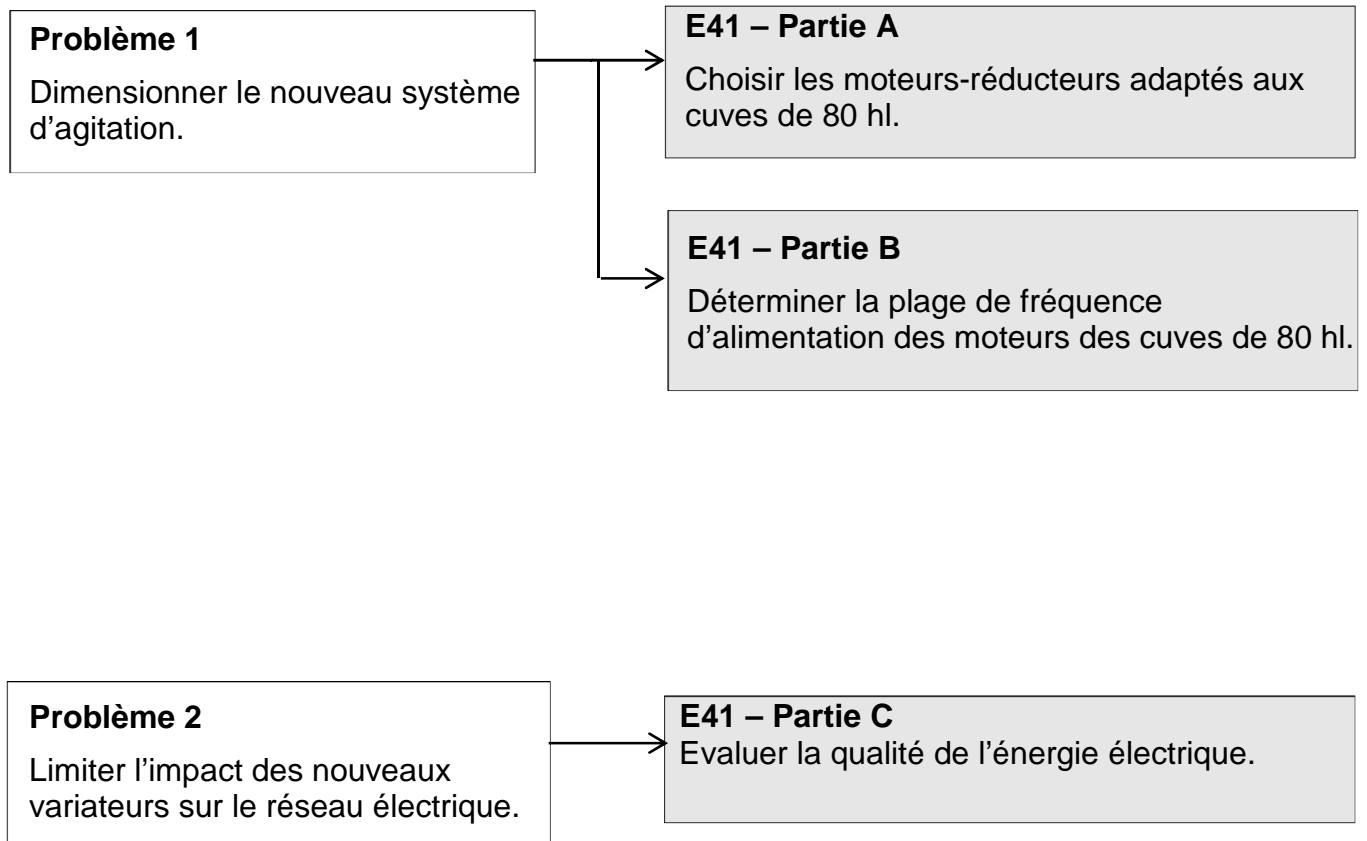 Problème 1
Dimensionner le nouveau système
d'agitation.
E41 – Partie A
Choisir les moteurs-réducteurs adaptés aux
cuves de 80 hl.
E41 – Partie B
Déterminer la plage de fréquence
d'alimentation des moteurs des cuves de 80 hl.
Problème 2
Limiter l'impact des nouveaux
variateurs sur le réseau électrique.
E41 – Partie C
Evaluer la qualité de l'énergie électrique.